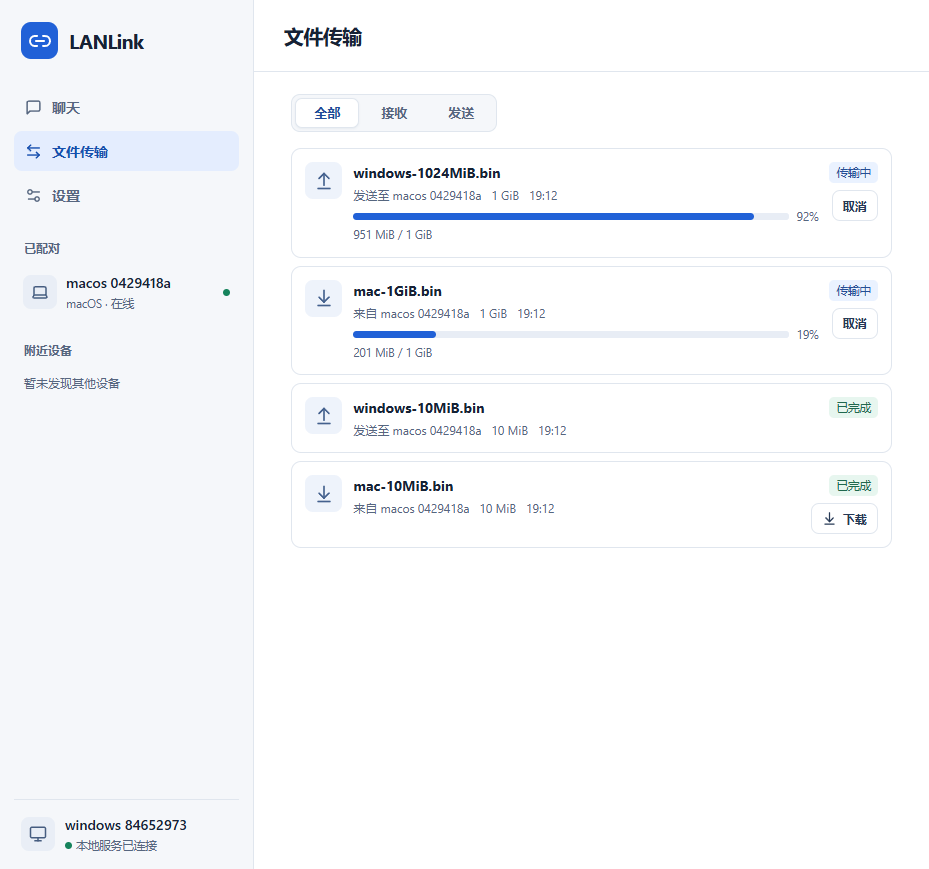 LANLink
聊天
文件传输
设置
已配对
macos 0429418a
macOS · 在线
附近设备
暂未发现其他设备
windows 84652973
本地服务已连接
文件传输
全部 接收 发送
windows-1024MiB.bin 传输中
发送至 macos 0429418a 1 GiB 19:12 取消
92%
951 MiB / 1 GiB
mac-1GiB.bin 传输中
来自 macos 0429418a 1 GiB 19:12 取消
19%
201 MiB / 1 GiB
windows-10MiB.bin 已完成
发送至 macos 0429418a 10 MiB 19:12
mac-10MiB.bin 已完成
来自 macos 0429418a 10 MiB 19:12
下载